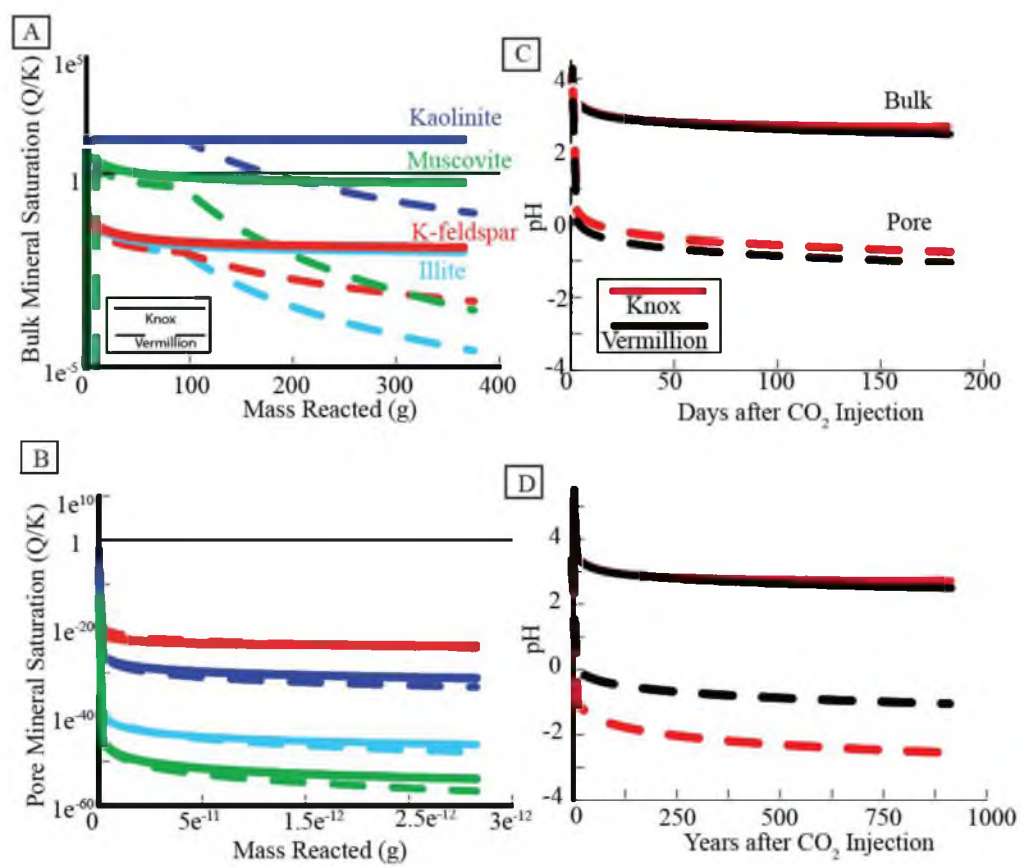 A
Bulk Mineral Saturation (Q/K)
1e^5
1
1e^-5
Kaolinite
Muscovite
K-feldspar
Illite
Knox
Vermillion
0 100 200 300 400
Mass Reacted (g)
C
pH
4
2
0
-2
-4
Bulk
Pore
Knox
Vermillion
0 50 100 150 200
Days after CO₂ Injection
B
Pore Mineral Saturation (Q/K)
1e^10
1
1e^-20
1e^-40
1e^-60
0 5e^-11 1.5e^-12 2.5e^-12 3e^-12
Mass Reacted (g)
D
pH
4
2
0
-2
-4
0 250 500 750 1000
Years after CO₂ Injection